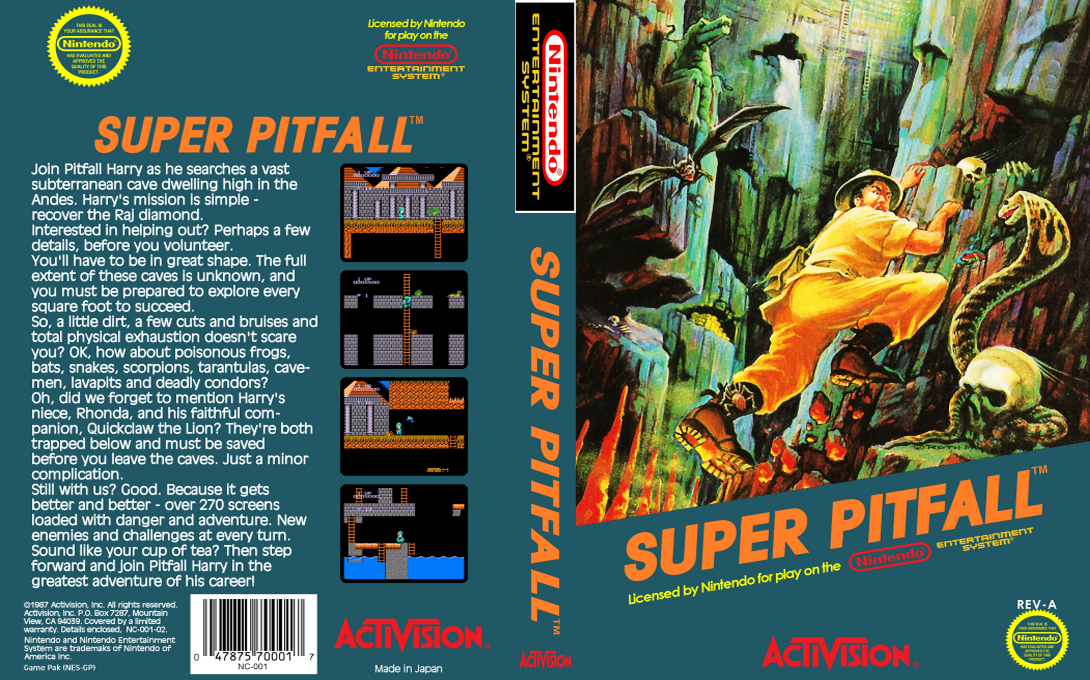 THIS SEAL IS
YOUR ASSURANCE THAT
Nintendo
HAS EVALUATED AND
APPROVED THE
QUALITY OF THIS
PRODUCT.
Licensed by Nintendo
for play on the
Nintendo
ENTERTAINMENT
SYSTEM®
SUPER PITFALL™
Join Pitfall Harry as he searches a vast
subterranean cave dwelling high in the
Andes. Harry's mission is simple -
recover the Raj diamond.
Interested in helping out? Perhaps a few
details, before you volunteer.
You'll have to be in great shape. The full
extent of these caves is unknown, and
you must be prepared to explore every
square foot to succeed.
So, a little dirt, a few cuts and bruises and
total physical exhaustion doesn't scare
you? OK, how about poisonous frogs,
bats, snakes, scorpions, tarantulas, cave-
men, lavapits and deadly condors?
Oh, did we forget to mention Harry's
niece, Rhonda, and his faithful com-
panion, Quickclaw the Lion? They're both
trapped below and must be saved
before you leave the caves. Just a minor
complication.
Still with us? Good. Because it gets
better and better - over 270 screens
loaded with danger and adventure. New
enemies and challenges at every turn.
Sound like your cup of tea? Then step
forward and join Pitfall Harry in the
greatest adventure of his career!
©1987 Activision, Inc. All rights reserved.
Activision, Inc. P.O. Box 7287, Mountain
View, CA 94039. Covered by a limited
warranty. Details enclosed, NC-001-02.
Nintendo and Nintendo Entertainment
System are trademaks of Nintendo of
America Inc.
Game Pak (NES-GP)
0 47875 70001 7
NC-001
ACTIVISION®
Made in Japan
Nintendo
ENTERTAINMENT
SYSTEM®
SUPER PITFALL™
ACTIVISION
SUPER PITFALL™
Licensed by Nintendo for play on the
Nintendo
ENTERTAINMENT
SYSTEM®
REV-A
THIS SEAL IS
YOUR ASSURANCE THAT
Nintendo
HAS EVALUATED AND
APPROVED THE
QUALITY OF THIS
PRODUCT.
ACTIVISION®